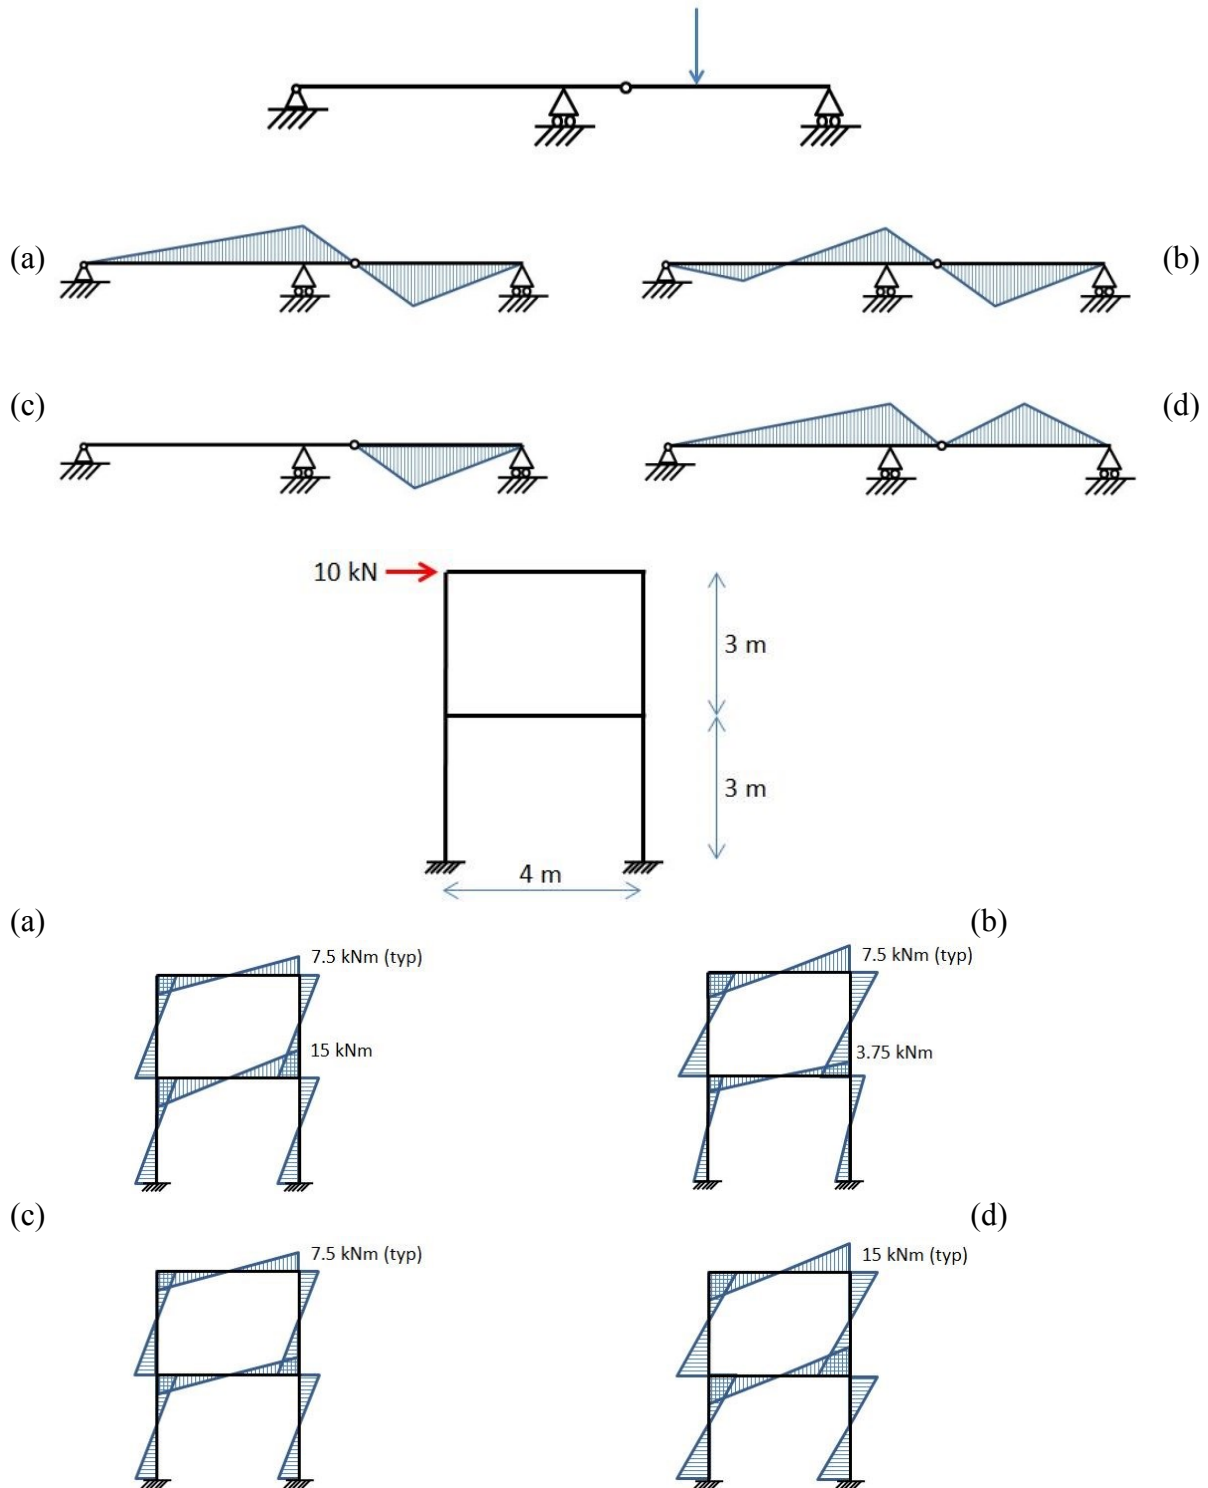 (a) (b)
(c) (d)
10 kN
3 m
3 m
4 m
(a) (b)
7.5 kNm (typ) 7.5 kNm (typ)
15 kNm 3.75 kNm
(c) (d)
7.5 kNm (typ) 15 kNm (typ)